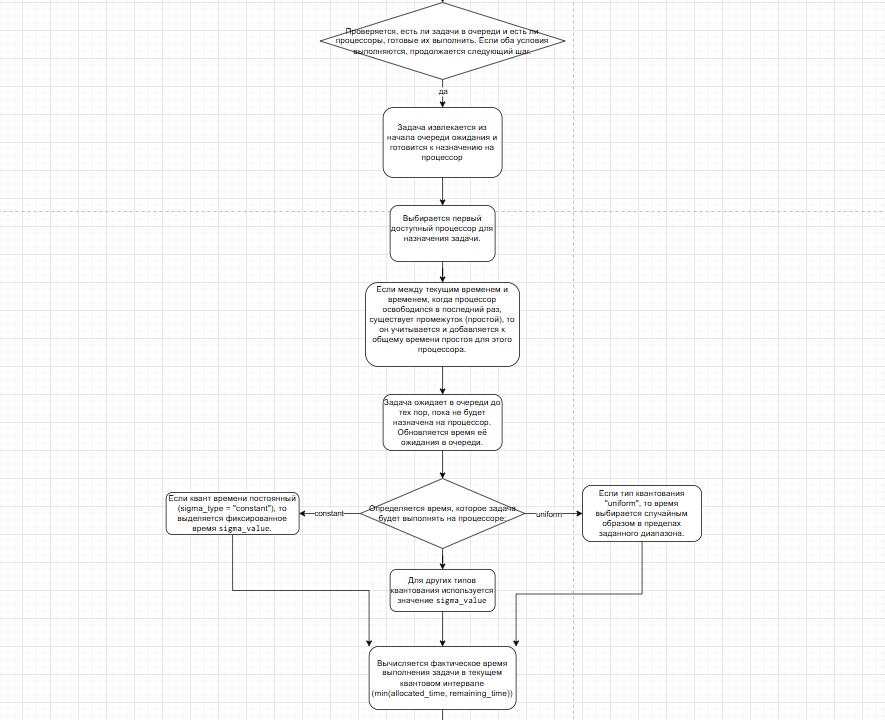 Проверяется, есть ли задачи в очереди и есть ли
процессоры, готовые их выполнить. Если оба условия
выполняются, продолжается следующий шаг.
да
Задача извлекается из
начала очереди ожидания и
готовится к назначению на
процессор
Выбирается первый
доступный процессор для
назначения задачи.
Если между текущим временем и
временем, когда процессор
освободился в последний раз,
существует промежуток (простой), то
он учитывается и добавляется к
общему времени простоя для этого
процессора.
Задача ожидает в очереди до
тех пор, пока не будет
назначена на процессор.
Обновляется время её
ожидания в очереди.
Если квант времени постоянный
(sigma_type = "constant"), то
выделяется фиксированное
время sigma_value.
constant
Определяется время, которое задача
будет выполнять на процессоре:
uniform
Если тип квантования
"uniform", то время
выбирается случайным
образом в пределах
заданного диапазона.
Для других типов
квантования используется
значение sigma_value
Вычисляется фактическое время
выполнения задачи в текущем
квантовом интервале
(min(allocated_time, remaining_time))